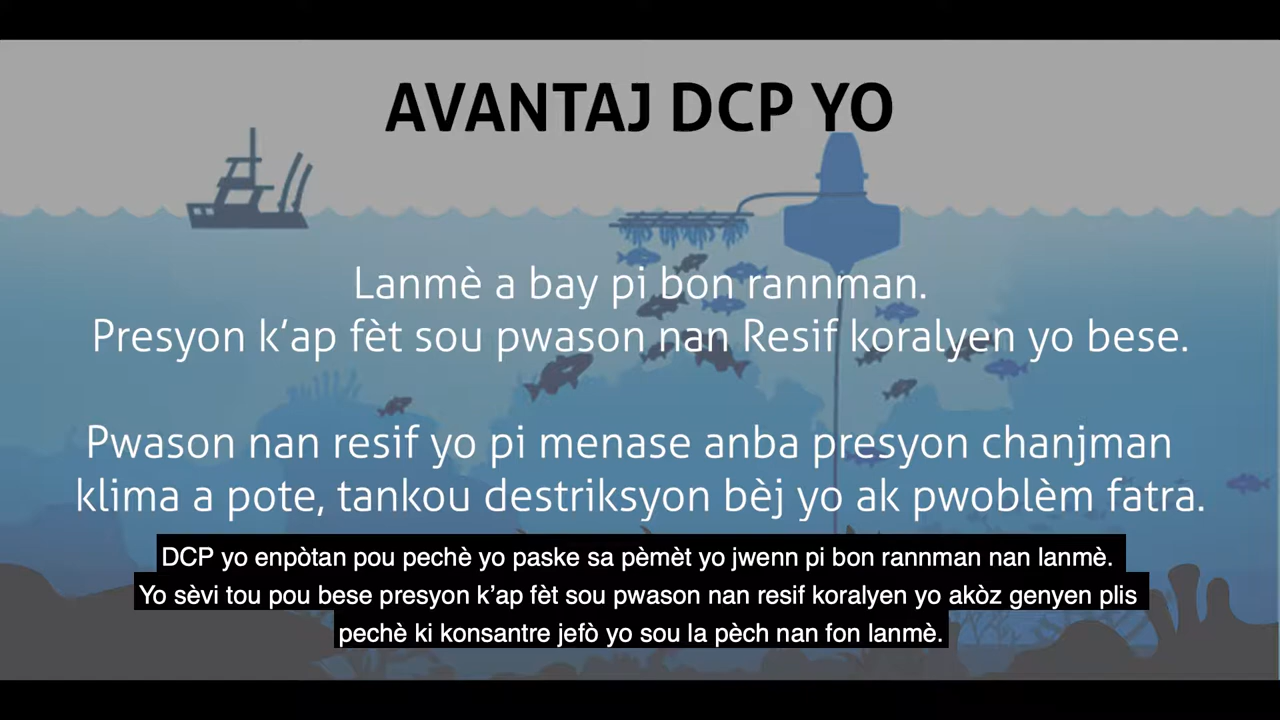 AVANTAJ DCP YO
Lanmè a bay pi bon rannman.
Presyon k’ap fèt sou pwason nan Resif koralyen yo bese.
Pwason nan resif yo pi menase anba presyon chanjman
klima a pote, tankou destriksyon bèj yo ak pwoblèm fatra.
DCP yo enpòtan pou pechè yo paske sa pèmèt yo jwenn pi bon rannman nan lanmè.
Yo sèvi tou pou bese presyon k’ap fèt sou pwason nan resif koralyen yo akòz genyen plis
pechè ki konsantre jefò yo sou la pèch nan fon lanmè.